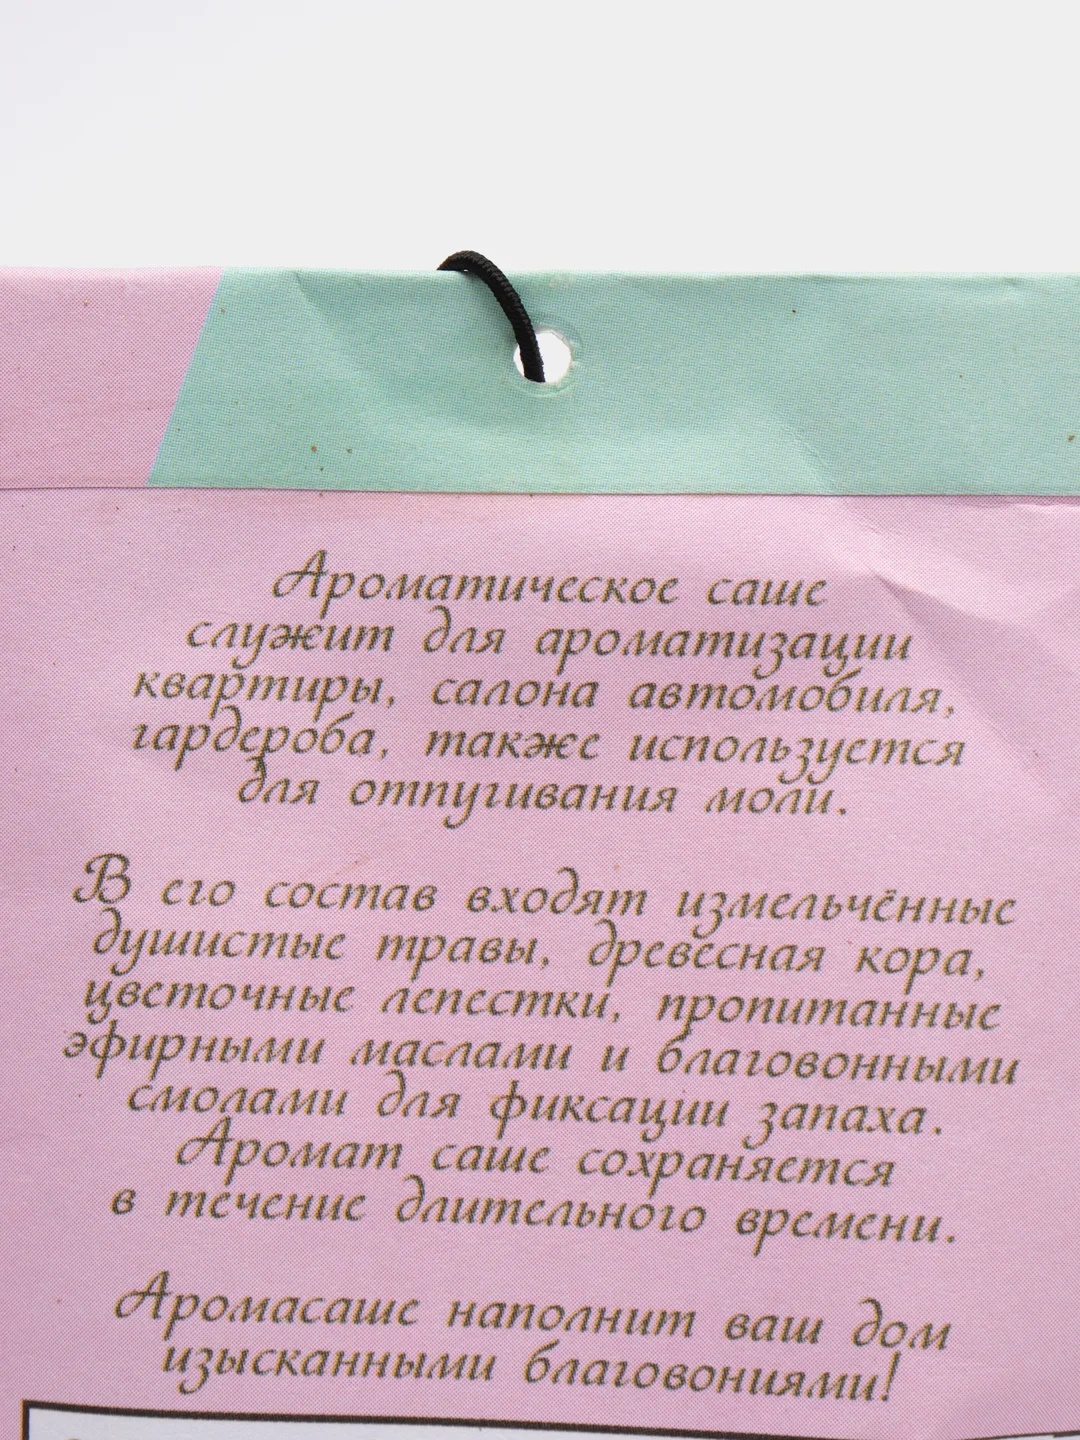 Ароматическое саше
служит для ароматизации
квартиры, салона автомобиля,
гардероба, также используется
для отпугивания моли.
В его состав входят измельчённые
душистые травы, древесная кора,
цветочные лепестки, пропитанные
эфирными маслами и благовонными
смолами для фиксации запаха.
Аромат саше сохраняется
в течение длительного времени.
Аромасаше наполнит ваш дом
изысканными благовониями!